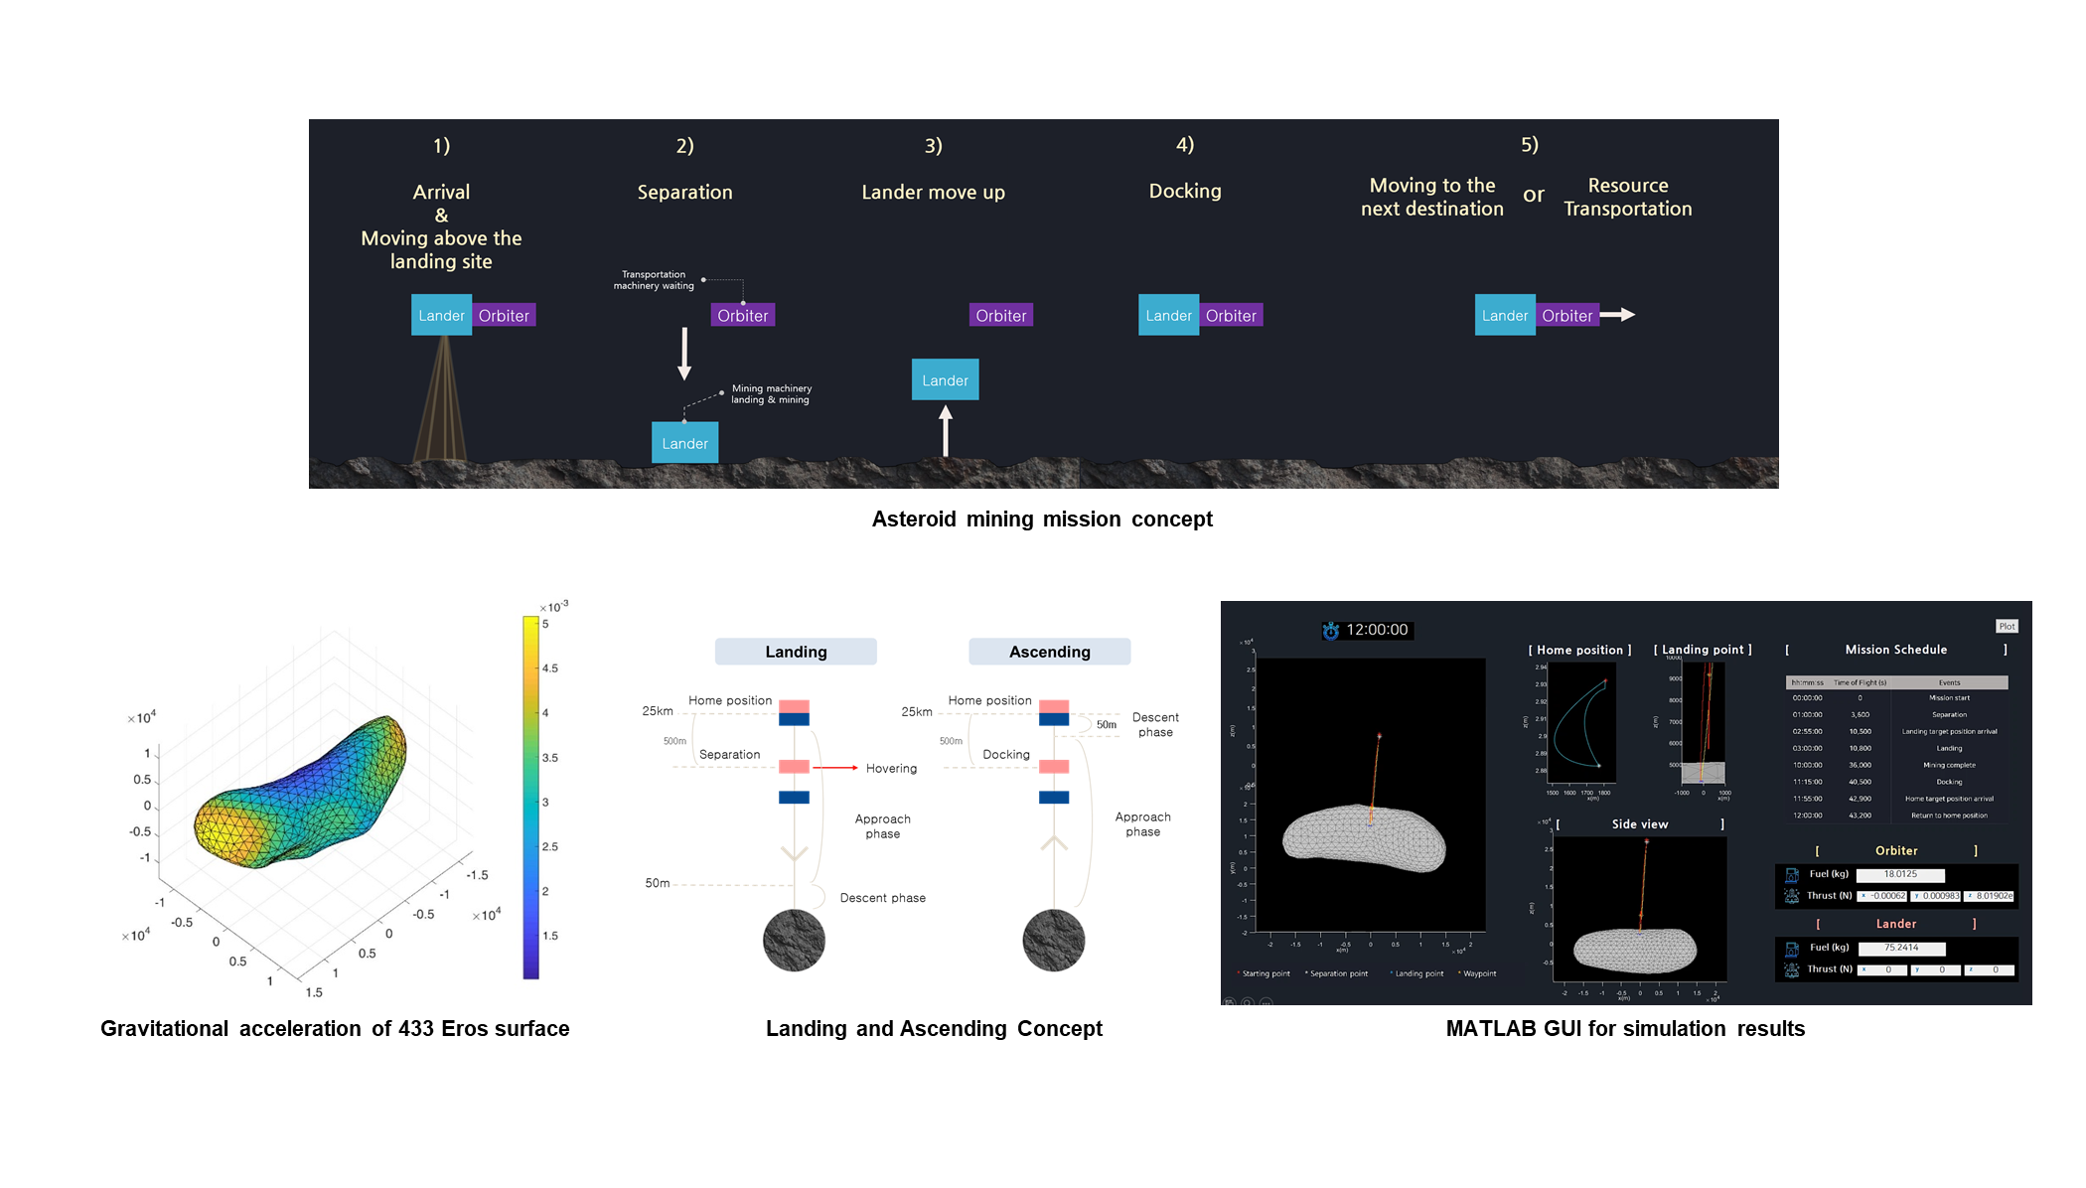 1)
Arrival
&
Moving above the
landing site
2)
Separation
3)
Lander move up
4)
Docking
5)
Moving to the
next destination
or
Resource
Transportation
Lander
Orbiter
Transportation
machinery waiting
Orbiter
Mining machinery
landing & mining
Lander
Orbiter
Lander
Lander
Orbiter
Lander
Orbiter
Asteroid mining mission concept
×10⁴
1
0.5
0
-0.5
-1
-1
-0.5
0
0.5
1
×10⁴
1.5
1
0.5
0
-0.5
-1
-1.5
×10⁴
×10⁻³
5
4.5
4
3.5
3
2.5
2
1.5
Gravitational acceleration of 433 Eros surface
Landing
Home position
25km
500m
Separation
Hovering
Approach
phase
50m
Descent phase
Ascending
Home position
25km
50m
Descent
phase
500m
Docking
Approach
phase
Landing and Ascending Concept
12:00:00
Plot
[ Home position ]
[ Landing point ]
[ Mission Schedule ]
hh:mm:ss Time of Flight (s) Events
00:00:00 0 Mission start
01:00:00 3,600 Separation
02:55:00 10,500 Landing target position arrival
03:00:00 10,800 Landing
10:00:00 36,000 Mining complete
11:15:00 40,500 Docking
11:55:00 42,900 Home target position arrival
12:00:00 43,200 Return to home position
[ Side view ]
[ Orbiter ]
Fuel (kg) 18.0125
Thrust (N) x -0.00062 y 0.000983 z 8.01902e
[ Lander ]
Fuel (kg) 75.2414
Thrust (N) x 0 y 0 z 0
Starting point
Separation point
Landing point
Waypoint
MATLAB GUI for simulation results